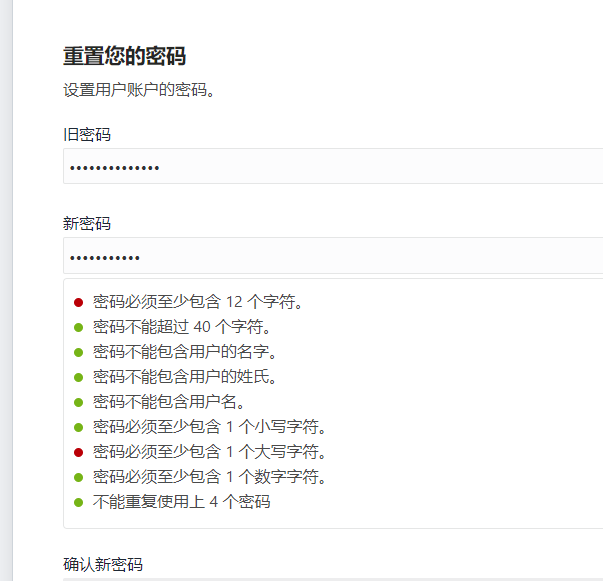 重置您的密码
设置用户账户的密码。
旧密码
••••••••••••••
新密码
•••••••••••
密码必须至少包含 12 个字符。
密码不能超过 40 个字符。
密码不能包含用户的名字。
密码不能包含用户的姓氏。
密码不能包含用户名。
密码必须至少包含 1 个小写字符。
密码必须至少包含 1 个大写字符。
密码必须至少包含 1 个数字字符。
不能重复使用上 4 个密码
确认新密码